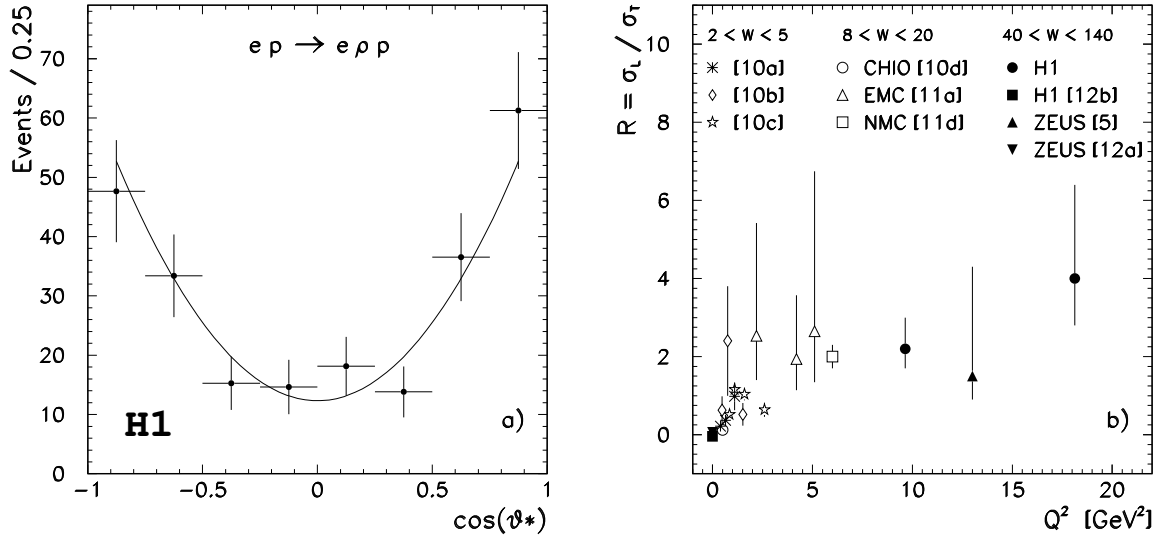 Events / 0.25
70
60
50
40
30
20
10
0
e p → e ρ p
H1
a)
−1 −0.5 0 0.5 1
cos(ϑ*)
R = σL / σT
10
8
6
4
2
0
2 < W < 5 8 < W < 20 40 < W < 140
[10a] CHIO [10d] H1
[10b] EMC [11a] H1 [12b]
[10c] NMC [11d] ZEUS [5]
ZEUS [12a]
b)
0 5 10 15 20
Q² [GeV²]